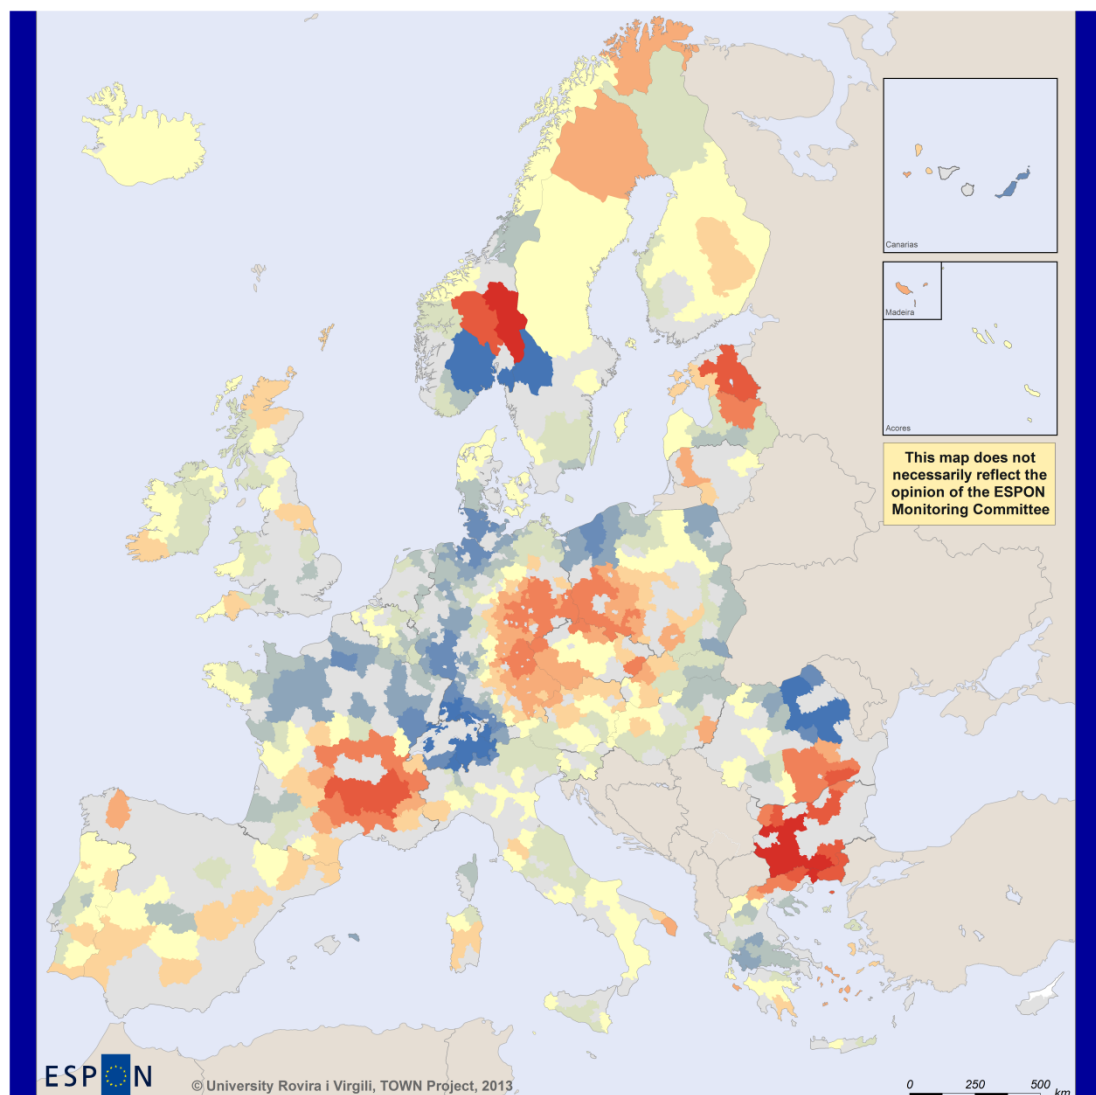 Canarias
Madeira
Acores
This map does not
necessarily reflect the
opinion of the ESPON
Monitoring Committee
ESPON
© University Rovira i Virgili, TOWN Project, 2013
0 250 500
km